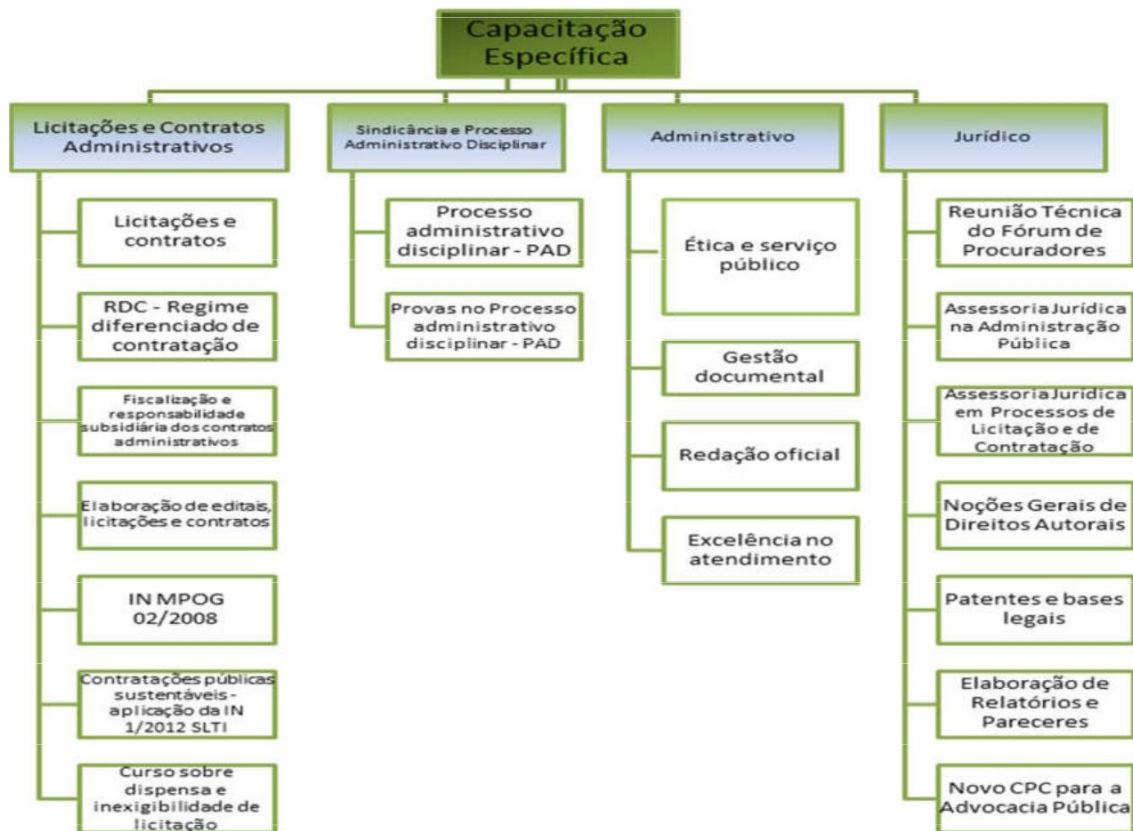 Capacitação
Específica
Licitações e Contratos
Administrativos
Licitações e
contratos
RDC - Regime
diferenciado de
contratação
Fiscalização e
responsabilidade
subsidiária dos contratos
administrativos
Elaboração de editais,
licitações e contratos
IN MPOG
02/2008
Contratações públicas
sustentáveis -
aplicação da IN
1/2012 SLTI
Curso sobre
dispensa e
inexigibilidade de
licitação
Sindicância e Processo
Administrativo Disciplinar
Processo
administrativo
disciplinar - PAD
Provas no Processo
administrativo
disciplinar - PAD
Administrativo
Ética e serviço
público
Gestão
documental
Redação oficial
Excelência no
atendimento
Jurídico
Reunião Técnica
do Fórum de
Procuradores
Assessoria Jurídica
na Administração
Pública
Assessoria Jurídica
em Processos de
Licitação e de
Contratação
Noções Gerais de
Direitos Autorais
Patentes e bases
legais
Elaboração de
Relatórios e
Pareceres
Novo CPC para a
Advocacia Pública